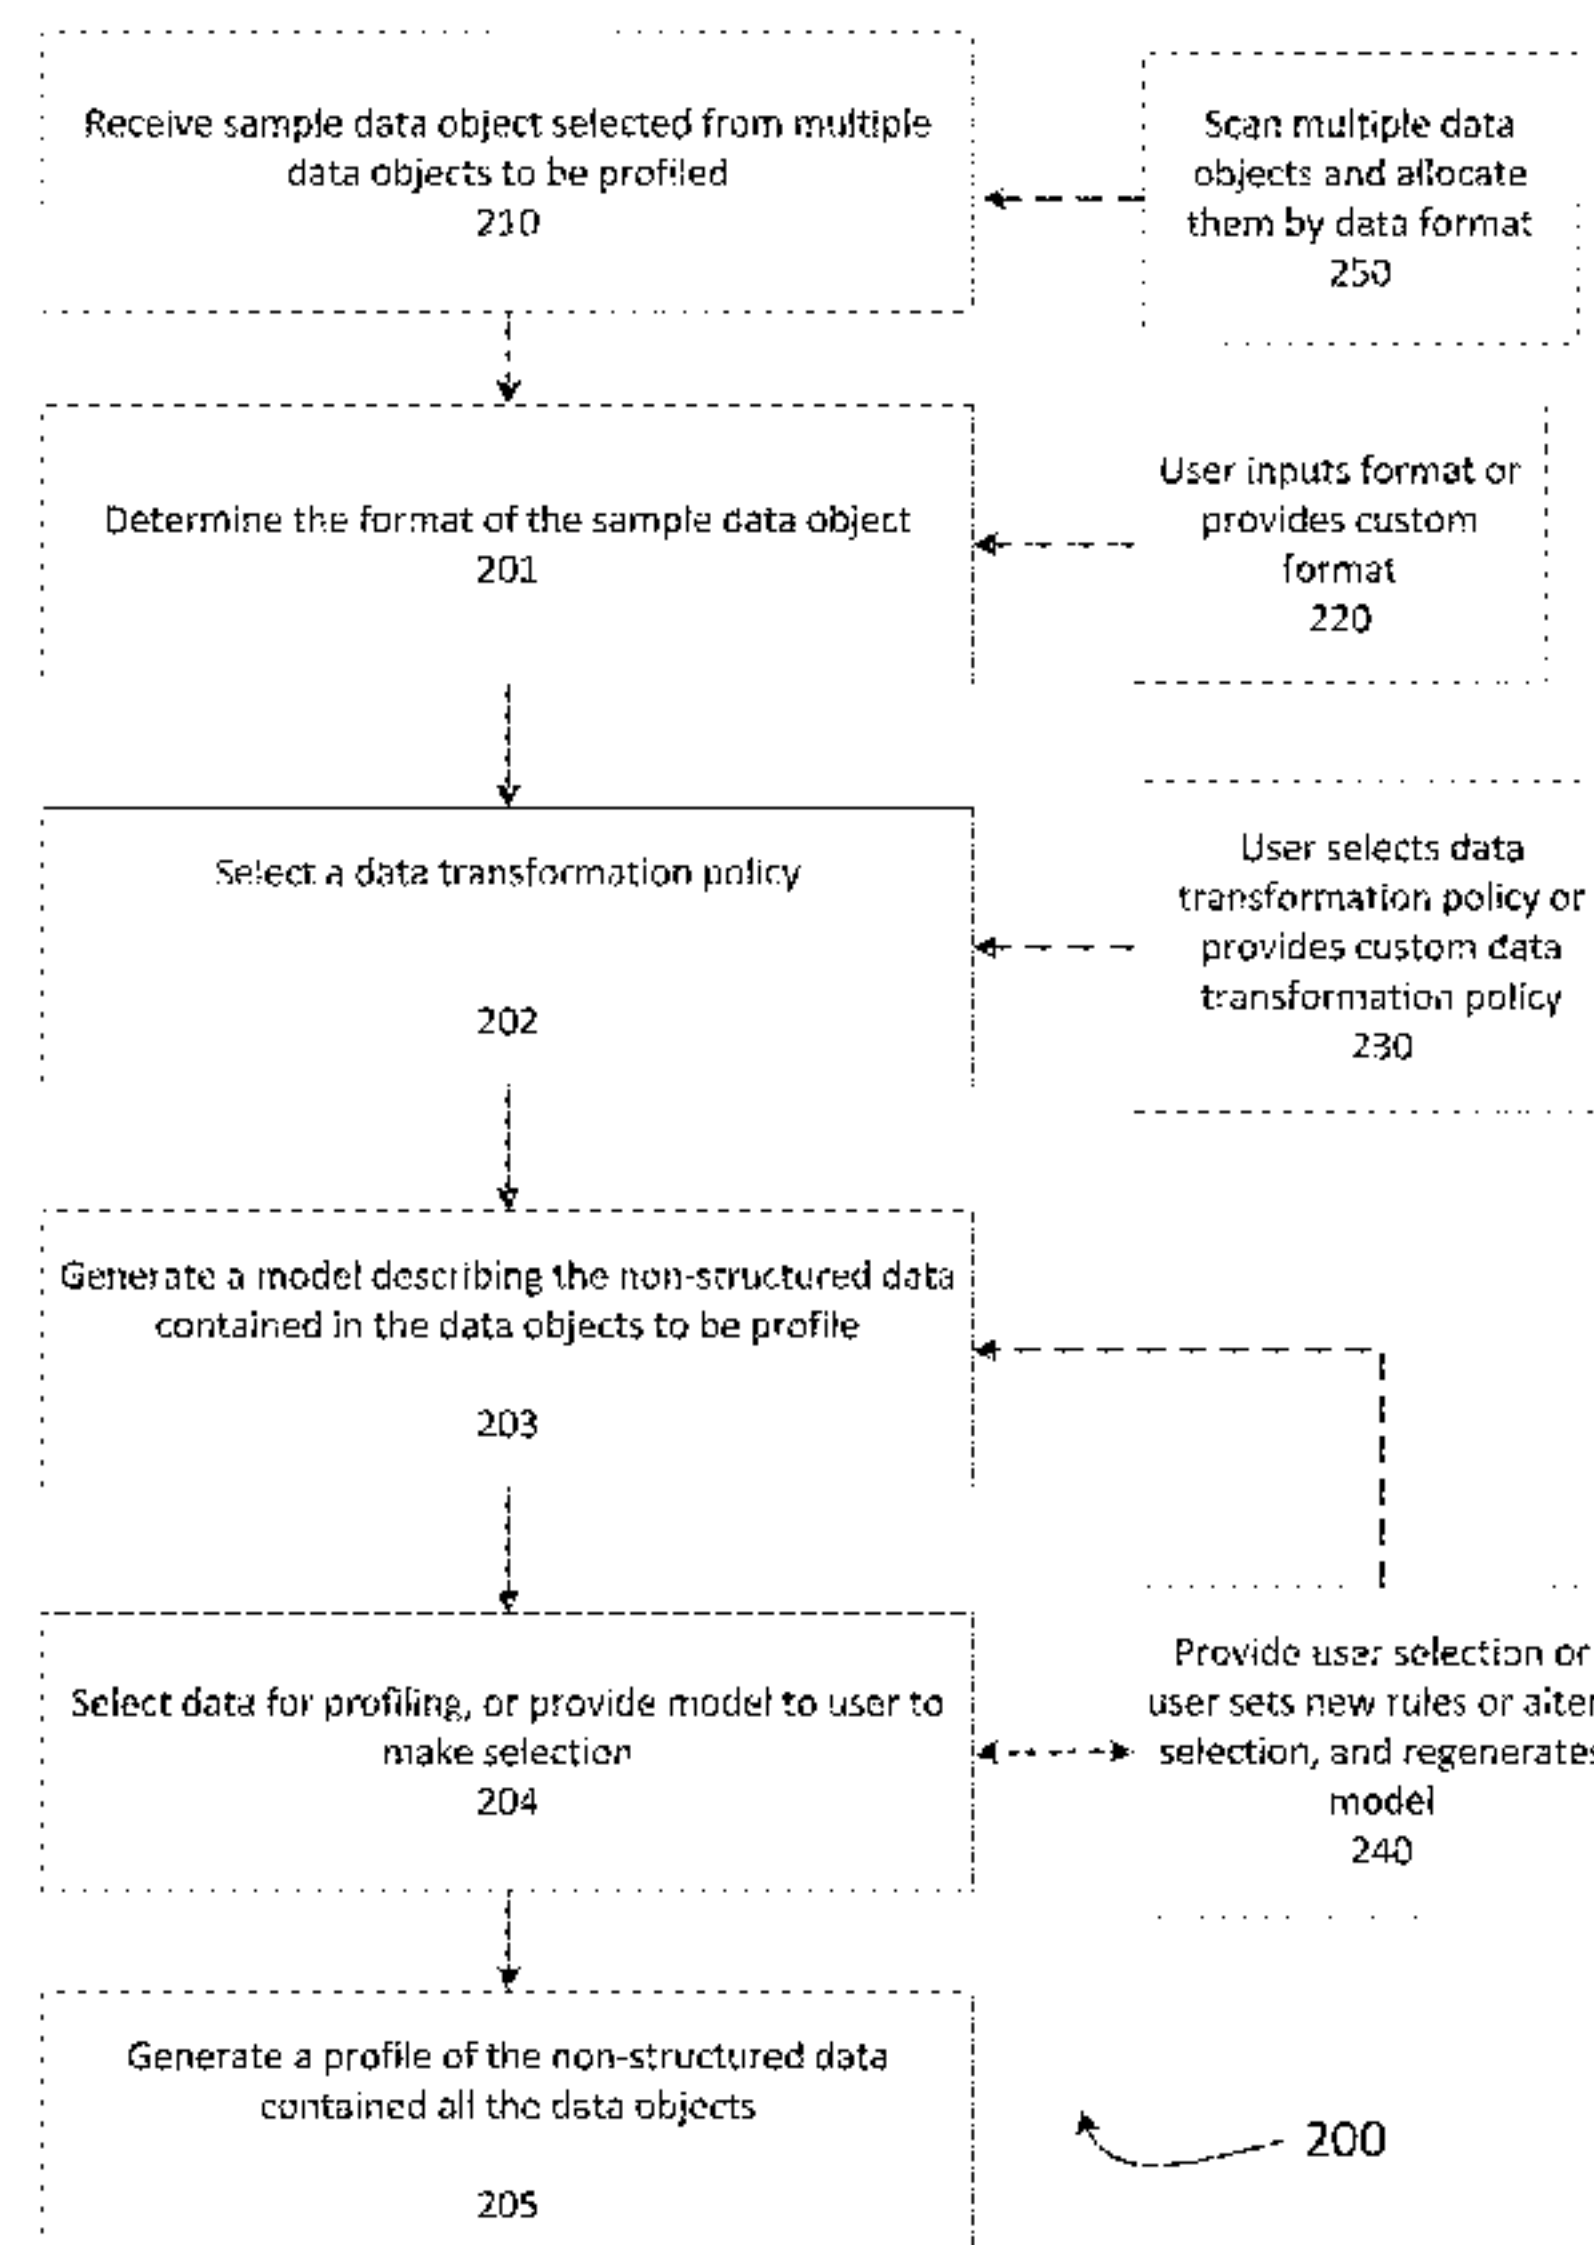 Receive sample data object selected from multiple
data objects to be profiled
210
Scan multiple data
objects and allocate
them by data format
250
Determine the format of the sample data object
201
User inputs format or
provides custom
format
220
Select a data transformation policy
202
User selects data
transformation policy or
provides custom data
transformation policy
230
Generate a model describing the non-structured data
contained in the data objects to be profile
203
Select data for profiling, or provide model to user to
make selection
204
Provide user selection or
user sets new rules or alter
selection, and regenerates
model
240
Generate a profile of the non-structured data
contained all the data objects
205
200